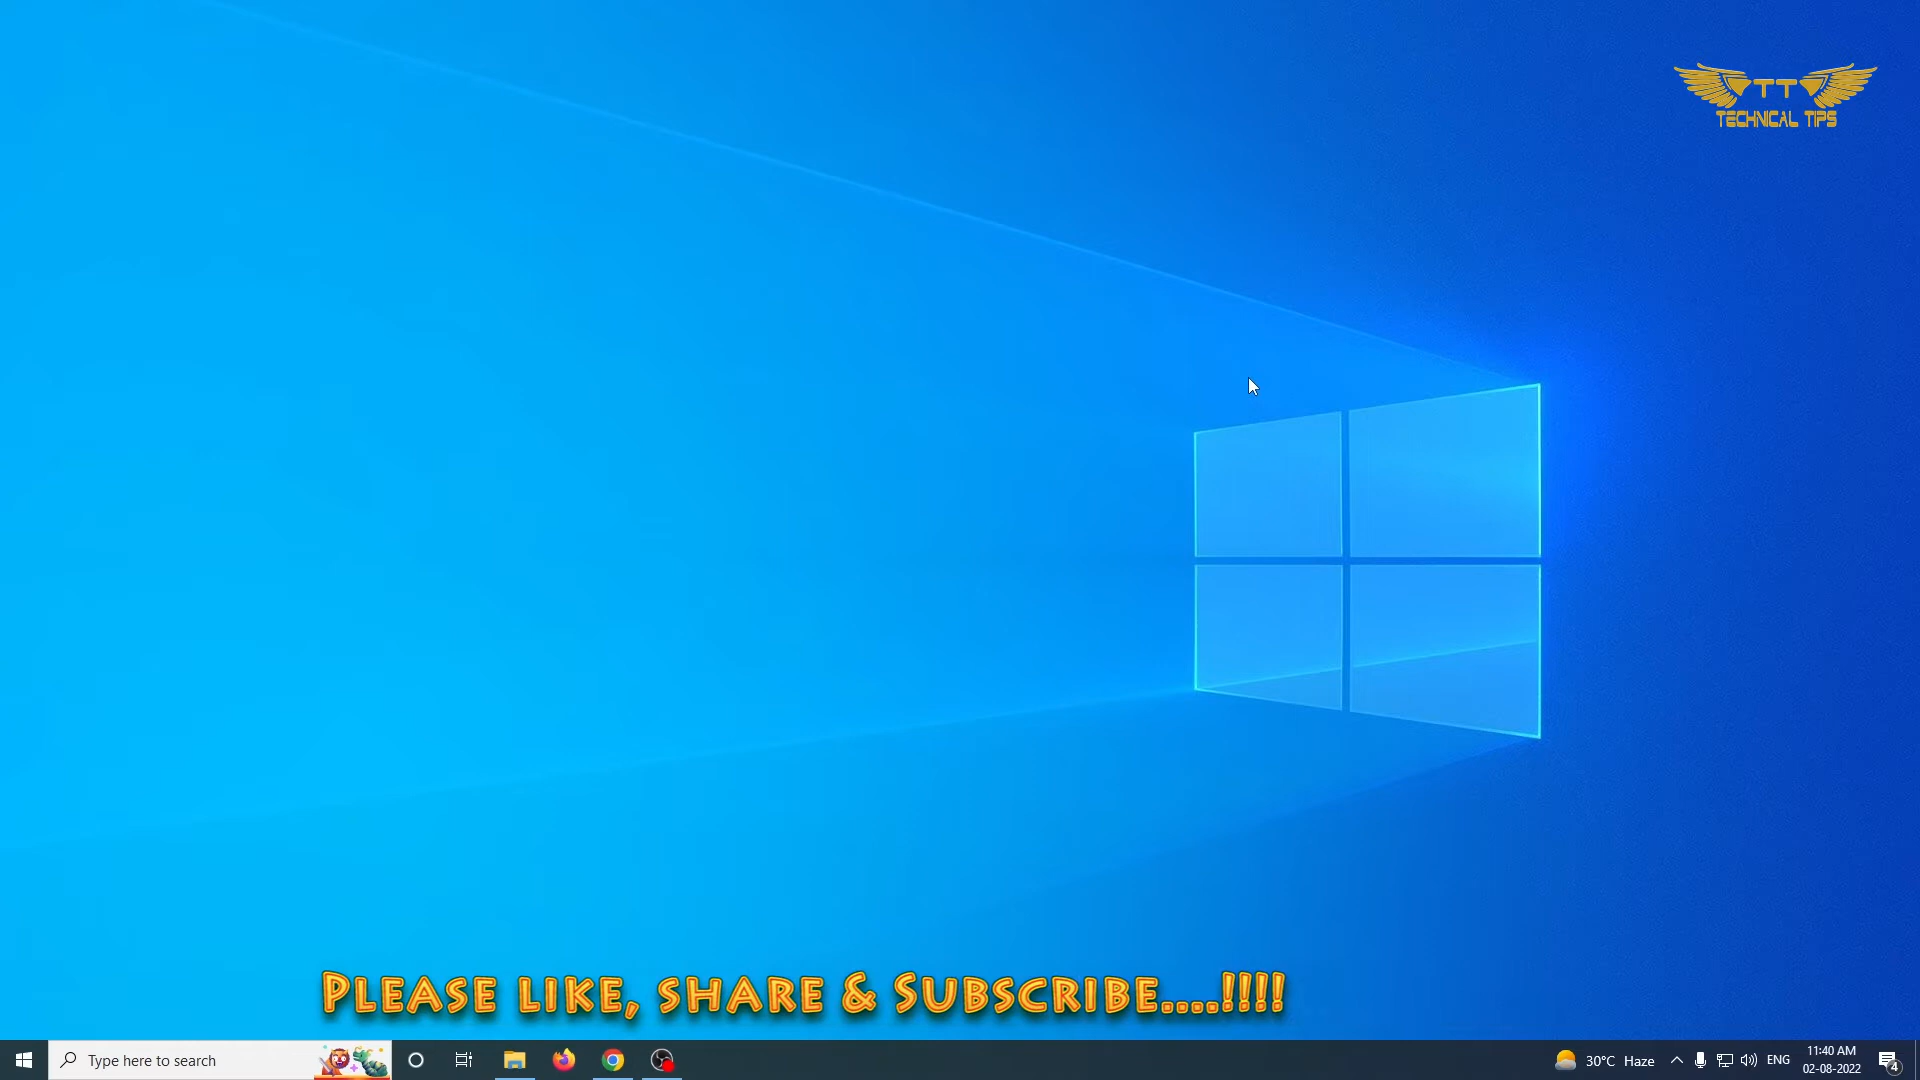 TT
TECHNICAL TIPS
PLEASE LIKE, SHARE & SUBSCRIBE....!!!!
Type here to search
30°C Haze
ENG
11:40 AM
02-08-2022
4